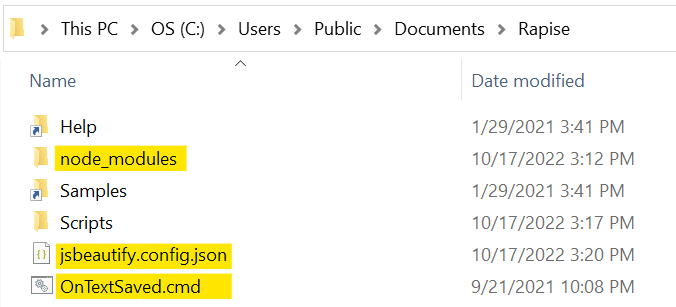 This PC > OS (C:) > Users > Public > Documents > Rapise
Name Date modified
Help 1/29/2021 3:41 PM
node_modules 10/17/2022 3:12 PM
Samples 1/29/2021 3:41 PM
Scripts 10/17/2022 3:17 PM
jsbeautify.config.json 10/17/2022 3:20 PM
OnTextSaved.cmd 9/21/2021 10:08 PM